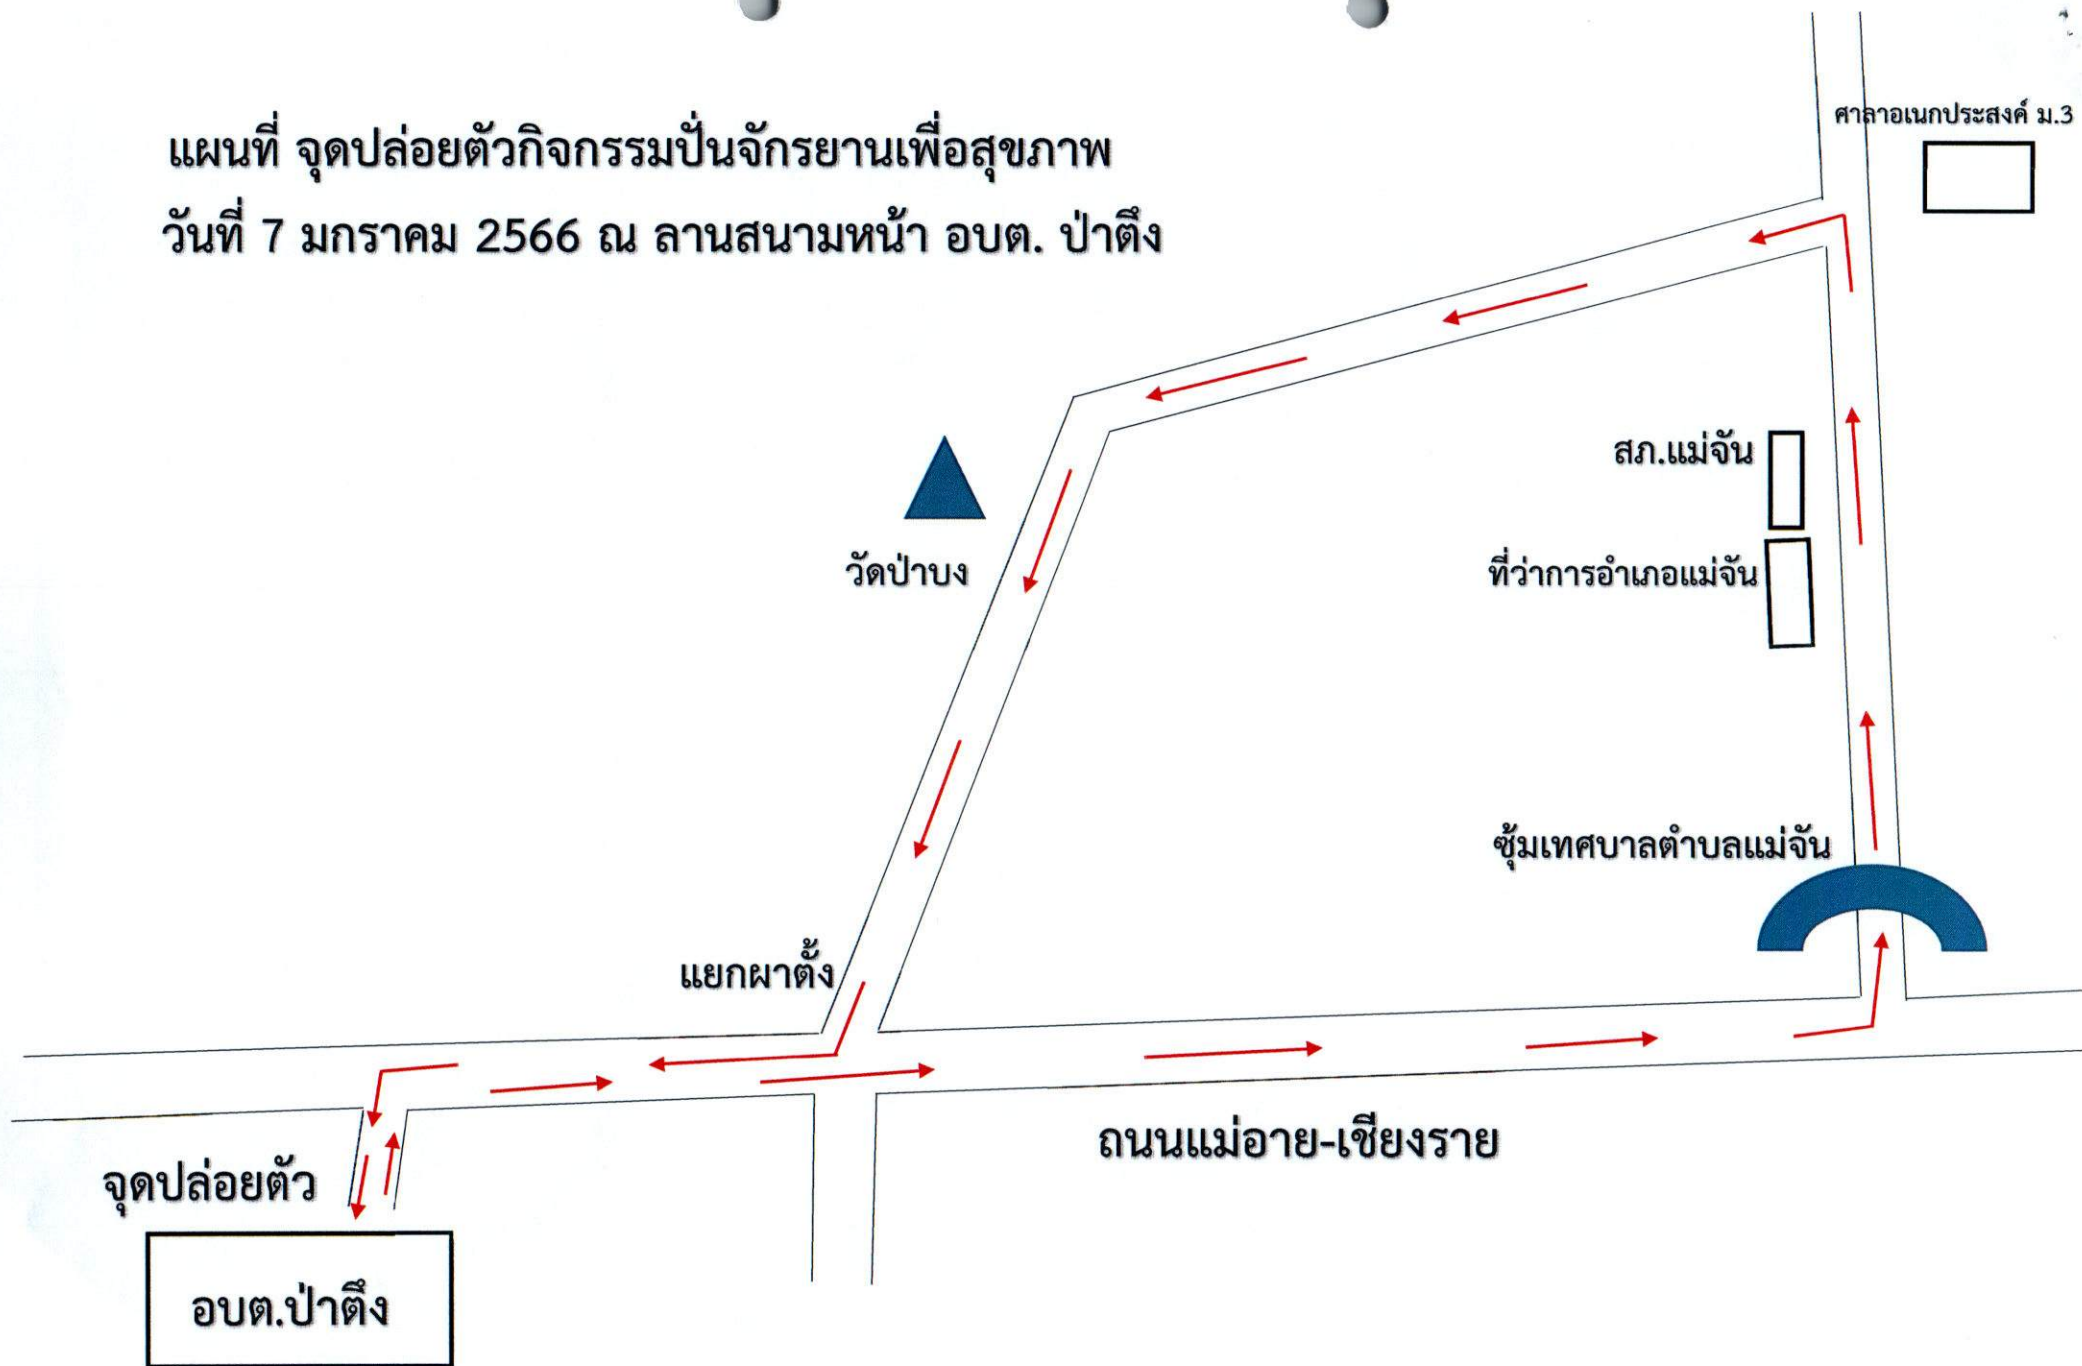 แผนที่ จุดปล่อยตัวกิจกรรมปั่นจักรยานเพื่อสุขภาพ
วันที่ 7 มกราคม 2566 ณ ลานสนามหน้า อบต. ป่าตึง
ศาลาอเนกประสงค์ ม.3
สภ.แม่จัน
วัดป่าบง
ที่ว่าการอำเภอแม่จัน
ซุ้มเทศบาลตำบลแม่จัน
แยกผาตั้ง
ถนนแม่อาย-เชียงราย
จุดปล่อยตัว
อบต.ป่าตึง